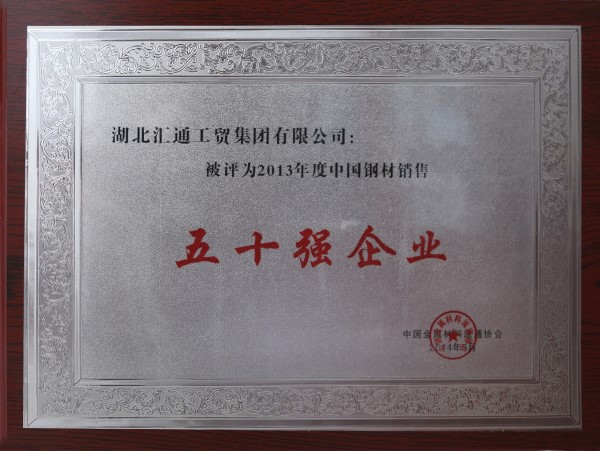 湖北汇通工贸集团有限公司：
被评为2013年度中国钢材销售
五十强企业
中国金属材料流通协会
2014年5月